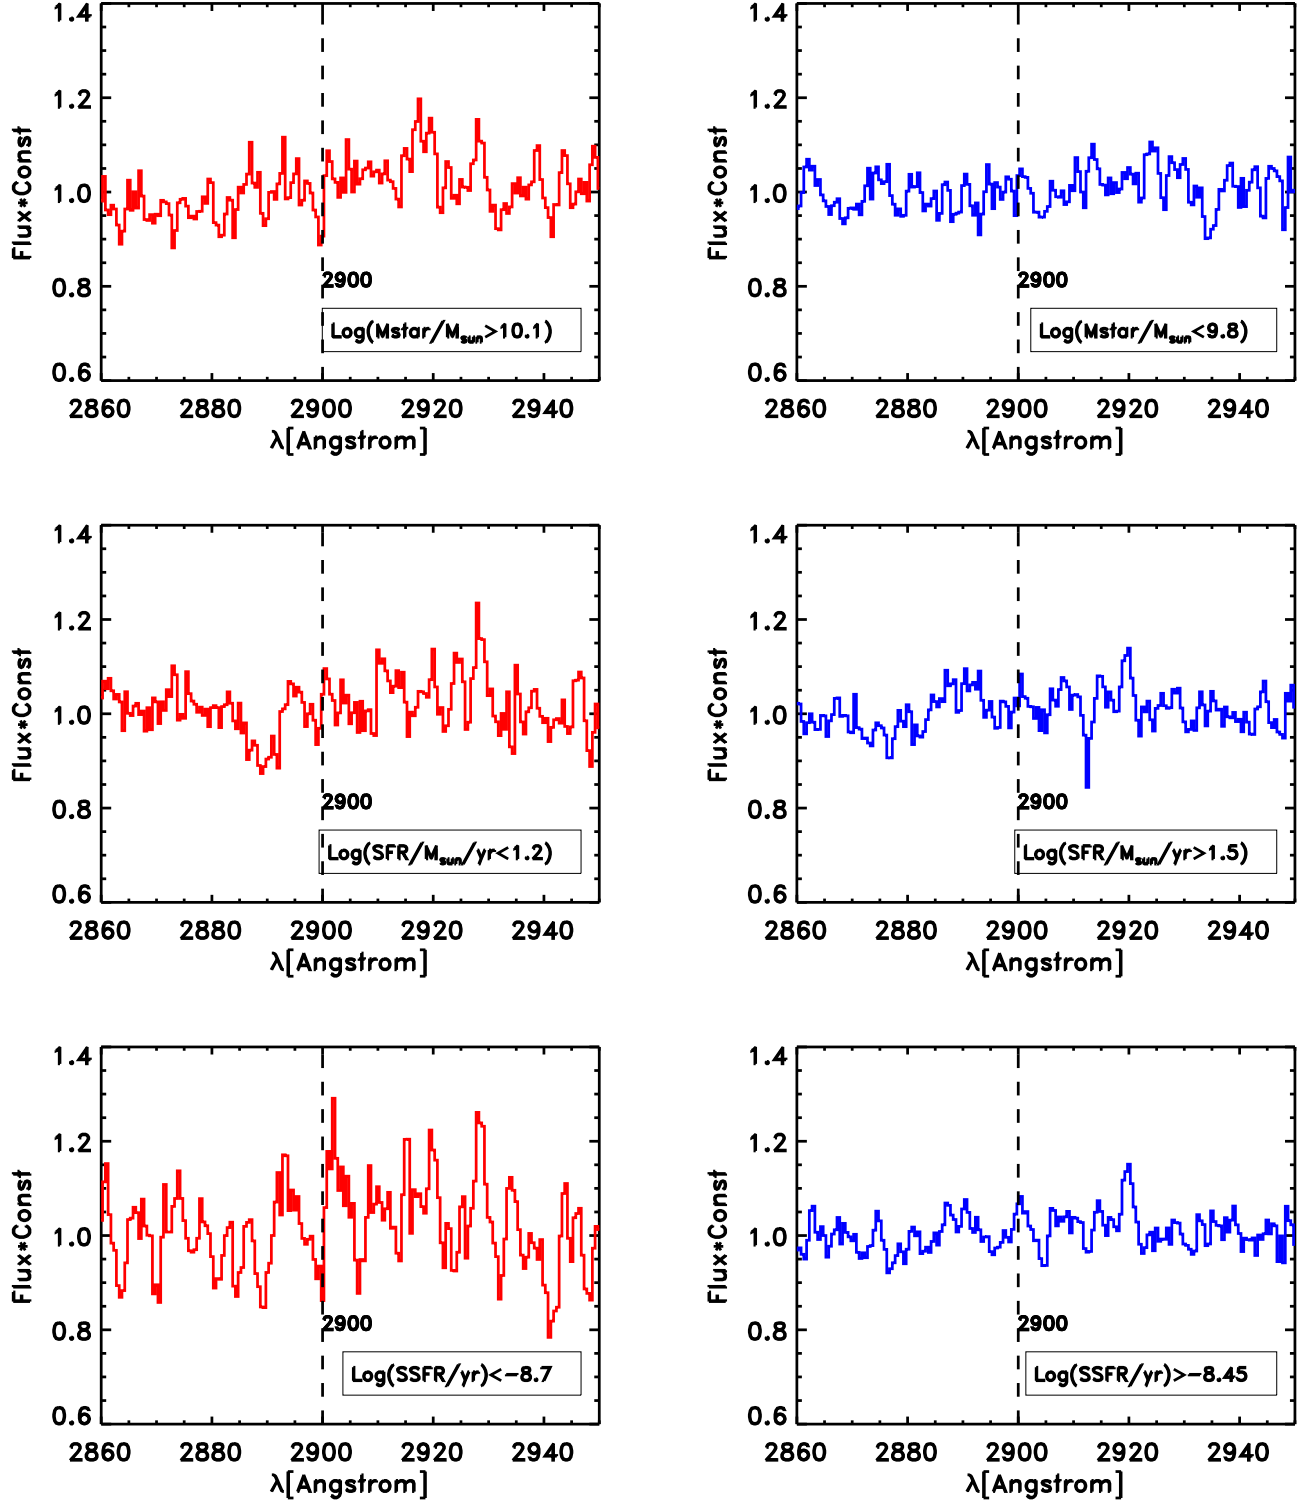 Flux*Const
1.4
1.2
1.0
0.8
0.6
2900
Log(Mstar/Msun>10.1)
2860 2880 2900 2920 2940
λ[Angstrom]
Flux*Const
1.4
1.2
1.0
0.8
0.6
2900
Log(Mstar/Msun<9.8)
2860 2880 2900 2920 2940
λ[Angstrom]
Flux*Const
1.4
1.2
1.0
0.8
0.6
2900
Log(SFR/Msun/yr<1.2)
2860 2880 2900 2920 2940
λ[Angstrom]
Flux*Const
1.4
1.2
1.0
0.8
0.6
2900
Log(SFR/Msun/yr>1.5)
2860 2880 2900 2920 2940
λ[Angstrom]
Flux*Const
1.4
1.2
1.0
0.8
0.6
2900
Log(SSFR/yr)<-8.7
2860 2880 2900 2920 2940
λ[Angstrom]
Flux*Const
1.4
1.2
1.0
0.8
0.6
2900
Log(SSFR/yr)>-8.45
2860 2880 2900 2920 2940
λ[Angstrom]